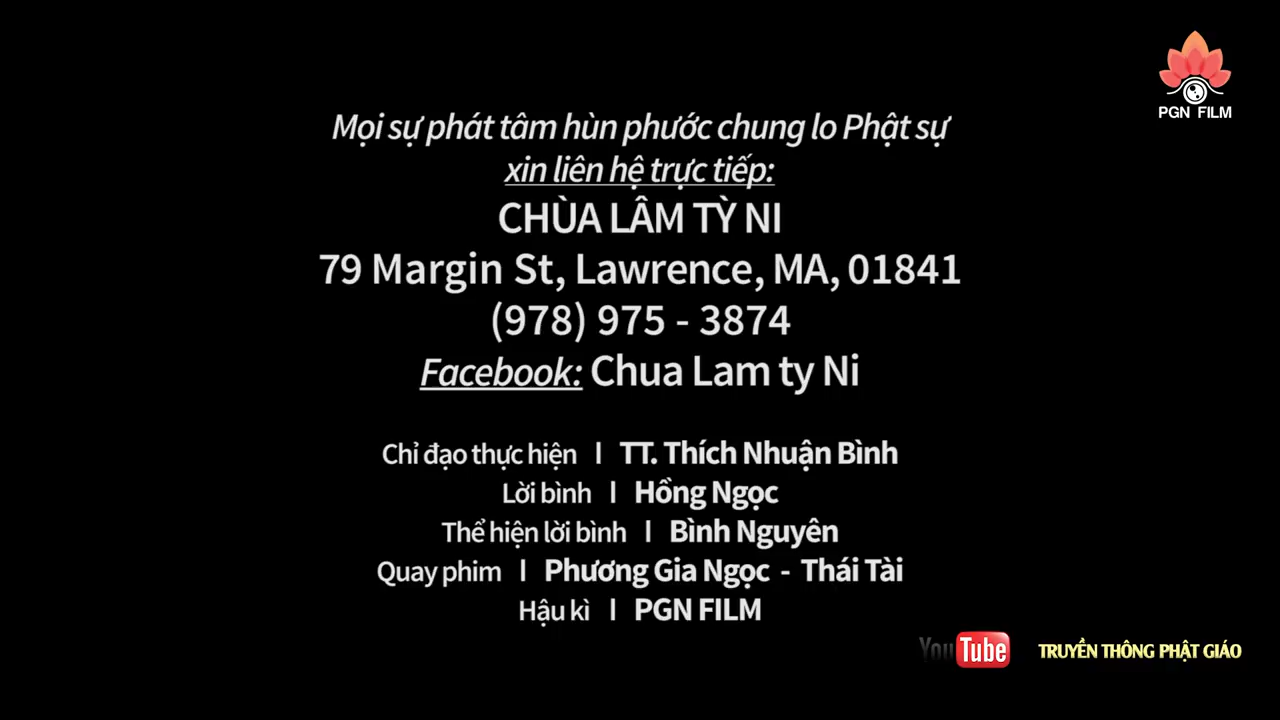 PGN FILM
Mọi sự phát tâm hùn phước chung lo Phật sự
xin liên hệ trực tiếp:
CHÙA LÂM TỲ NI
79 Margin St, Lawrence, MA, 01841
(978) 975 - 3874
Facebook: Chua Lam ty Ni
Chỉ đạo thực hiện | TT. Thích Nhuận Bình
Lời bình | Hồng Ngọc
Thể hiện lời bình | Bình Nguyên
Quay phim | Phương Gia Ngọc - Thái Tài
Hậu kì | PGN FILM
YouTube TRUYỀN THÔNG PHẬT GIÁO